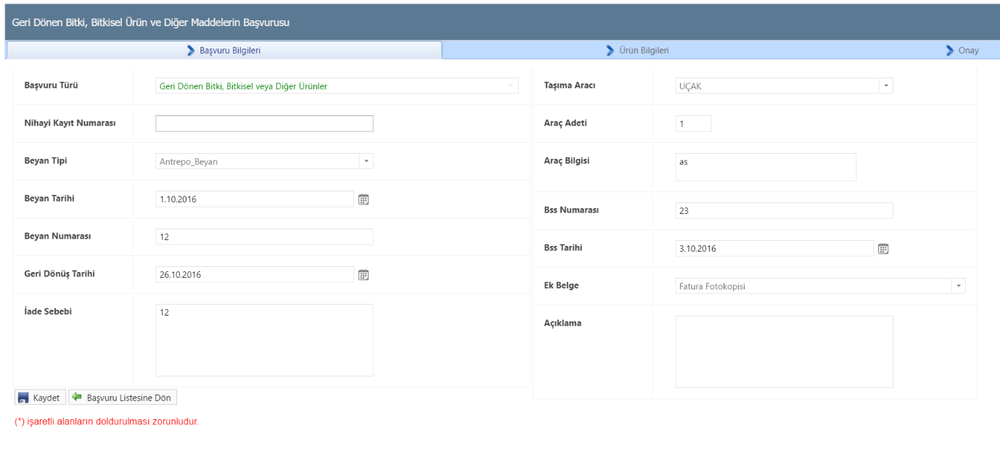 Geri Dönen Bitki, Bitkisel Ürün ve Diğer Maddelerin Başvurusu
Başvuru Bilgileri
Ürün Bilgileri
Onay
Başvuru Türü
Geri Dönen Bitki, Bitkisel veya Diğer Ürünler
Nihayi Kayıt Numarası
Beyan Tipi
Antrepo_Beyan
Beyan Tarihi
1.10.2016
Beyan Numarası
12
Geri Dönüş Tarihi
26.10.2016
İade Sebebi
12
Taşıma Aracı
UÇAK
Araç Adeti
1
Araç Bilgisi
as
Bss Numarası
23
Bss Tarihi
3.10.2016
Ek Belge
Fatura Fotokopisi
Açıklama
Kaydet
Başvuru Listesine Dön
(*) işaretli alanların doldurulması zorunludur.